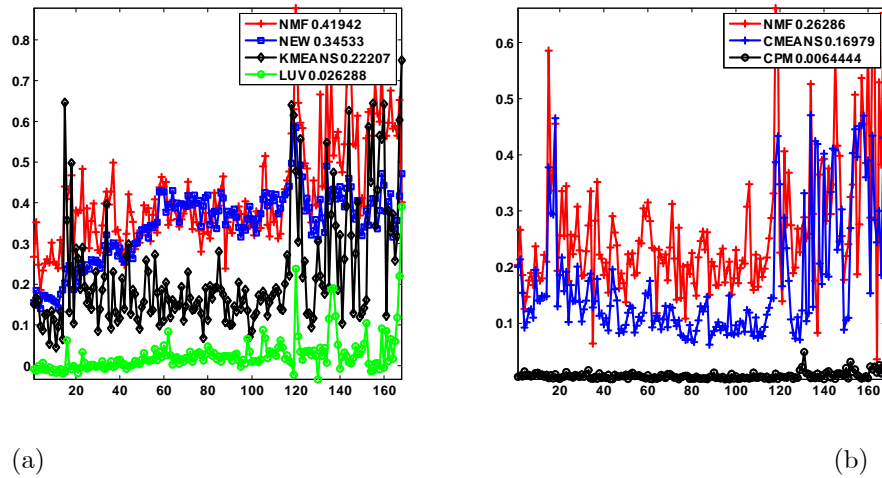 0.8
0.7
0.6
0.5
0.4
0.3
0.2
0.1
0
20 40 60 80 100 120 140 160
NMF 0.41942
NEW 0.34533
KMEANS 0.22207
LUV 0.026288
(a)
0.6
0.5
0.4
0.3
0.2
0.1
20 40 60 80 100 120 140 160
NMF 0.26286
CMEANS 0.16979
CPM 0.0064444
(b)